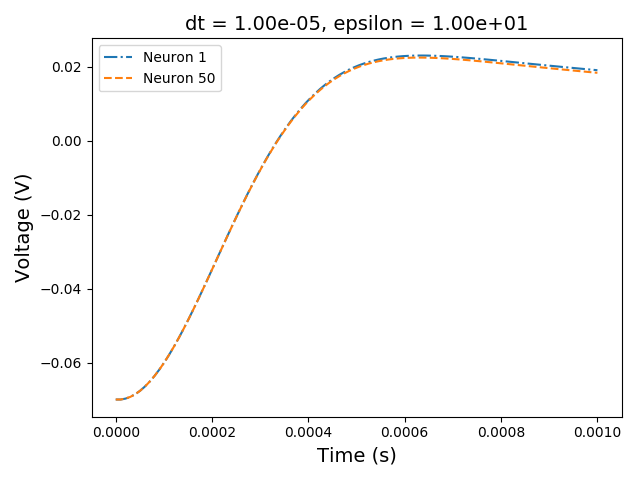 dt = 1.00e-05, epsilon = 1.00e+01
Neuron 1
Neuron 50
Voltage (V)
0.02
0.00
−0.02
−0.04
−0.06
0.0000 0.0002 0.0004 0.0006 0.0008 0.0010
Time (s)